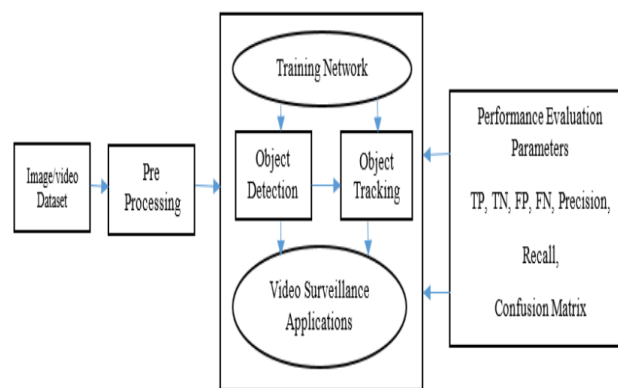 Image/video
Dataset
Pre
Processing
Training Network
Object
Detection
Object
Tracking
Video Surveillance
Applications
Performance Evaluation
Parameters
TP, TN, FP, FN, Precision,
Recall,
Confusion Matrix